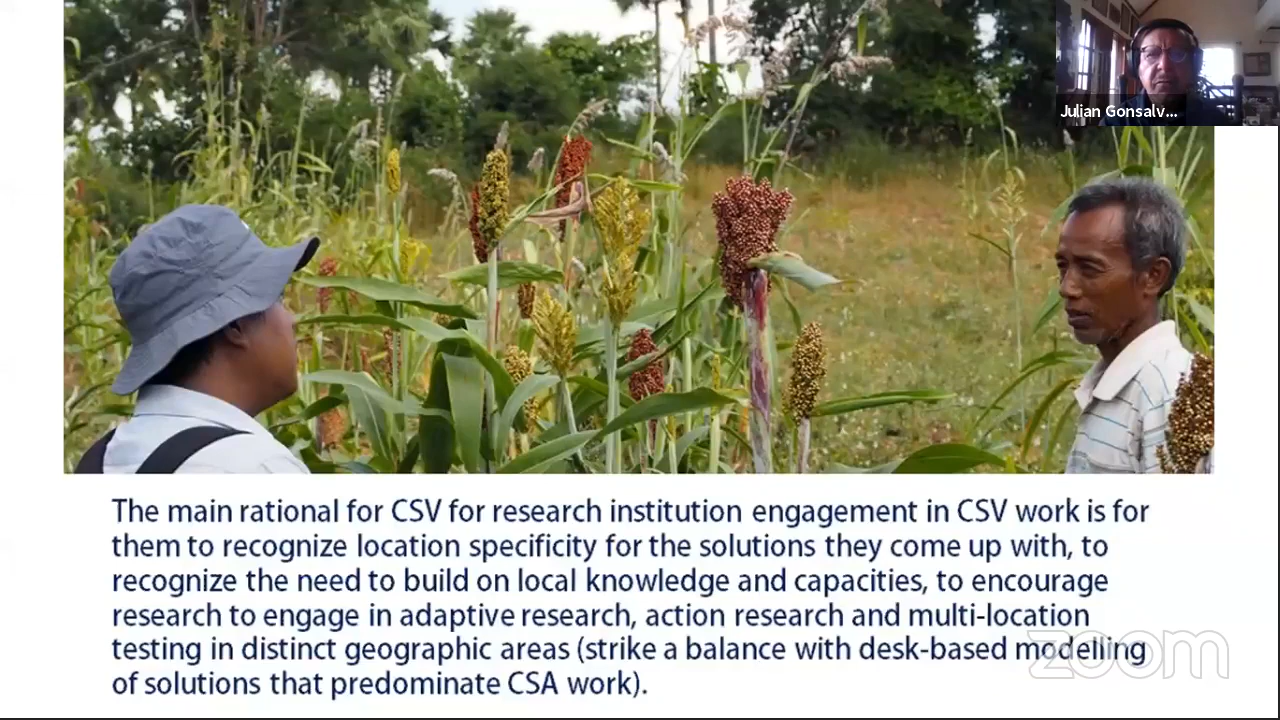 Julian Gonsalv...
The main rational for CSV for research institution engagement in CSV work is for
them to recognize location specificity for the solutions they come up with, to
recognize the need to build on local knowledge and capacities, to encourage
research to engage in adaptive research, action research and multi-location
testing in distinct geographic areas (strike a balance with desk-based modelling
of solutions that predominate CSA work).
zoom